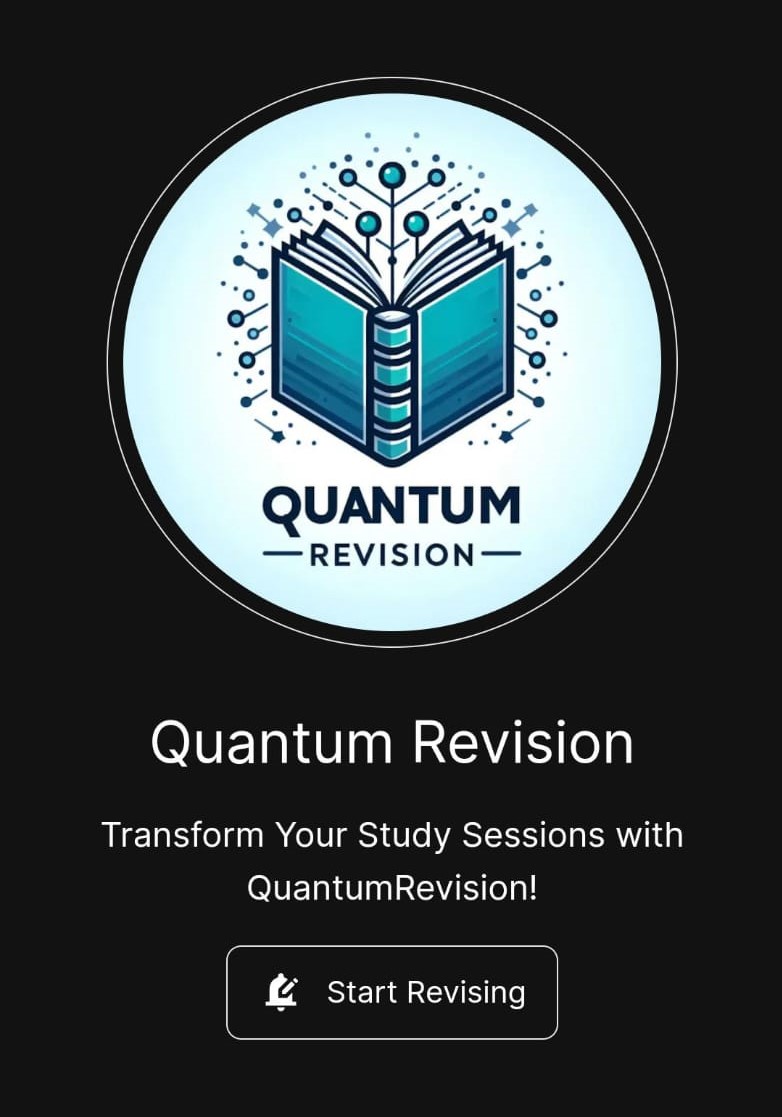 QUANTUM
REVISION
Quantum Revision
Transform Your Study Sessions with
QuantumRevision!
Start Revising